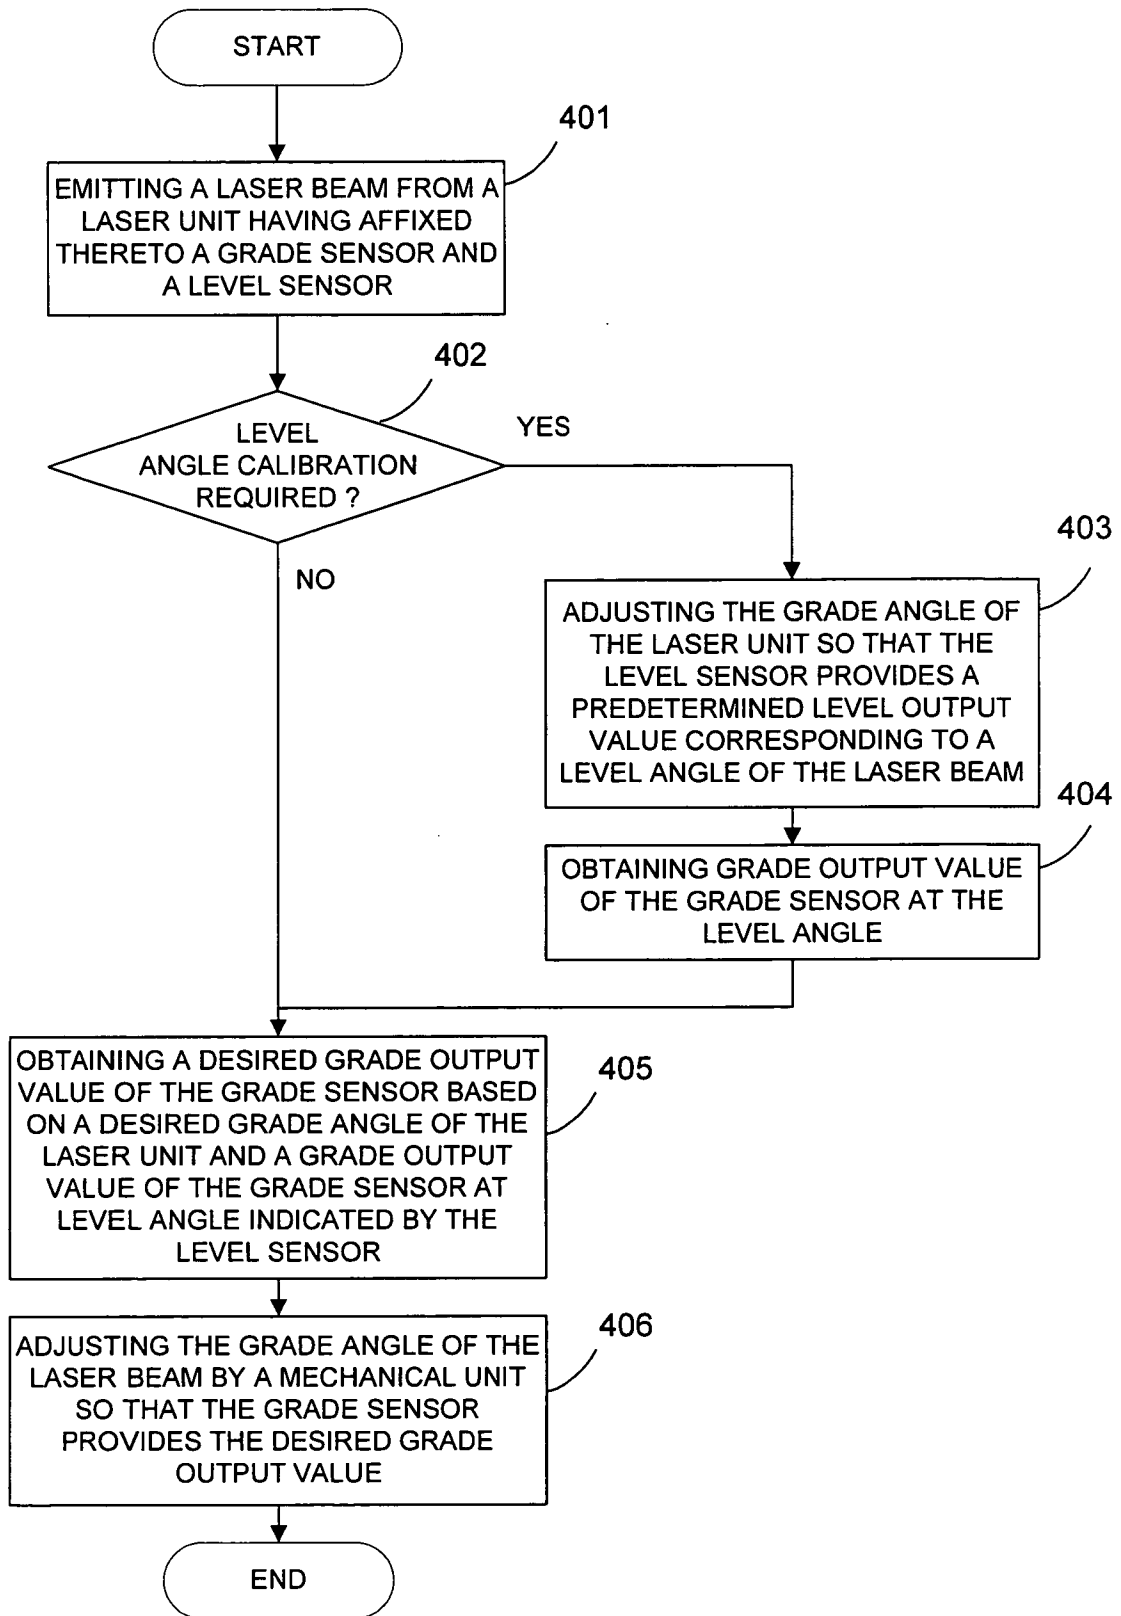 START
401
EMITTING A LASER BEAM FROM A
LASER UNIT HAVING AFFIXED
THERETO A GRADE SENSOR AND
A LEVEL SENSOR
402
LEVEL
ANGLE CALIBRATION
REQUIRED ?
YES
NO
403
ADJUSTING THE GRADE ANGLE OF
THE LASER UNIT SO THAT THE
LEVEL SENSOR PROVIDES A
PREDETERMINED LEVEL OUTPUT
VALUE CORRESPONDING TO A
LEVEL ANGLE OF THE LASER BEAM
404
OBTAINING GRADE OUTPUT VALUE
OF THE GRADE SENSOR AT THE
LEVEL ANGLE
405
OBTAINING A DESIRED GRADE OUTPUT
VALUE OF THE GRADE SENSOR BASED
ON A DESIRED GRADE ANGLE OF THE
LASER UNIT AND A GRADE OUTPUT
VALUE OF THE GRADE SENSOR AT
LEVEL ANGLE INDICATED BY THE
LEVEL SENSOR
406
ADJUSTING THE GRADE ANGLE OF THE
LASER BEAM BY A MECHANICAL UNIT
SO THAT THE GRADE SENSOR
PROVIDES THE DESIRED GRADE
OUTPUT VALUE
END